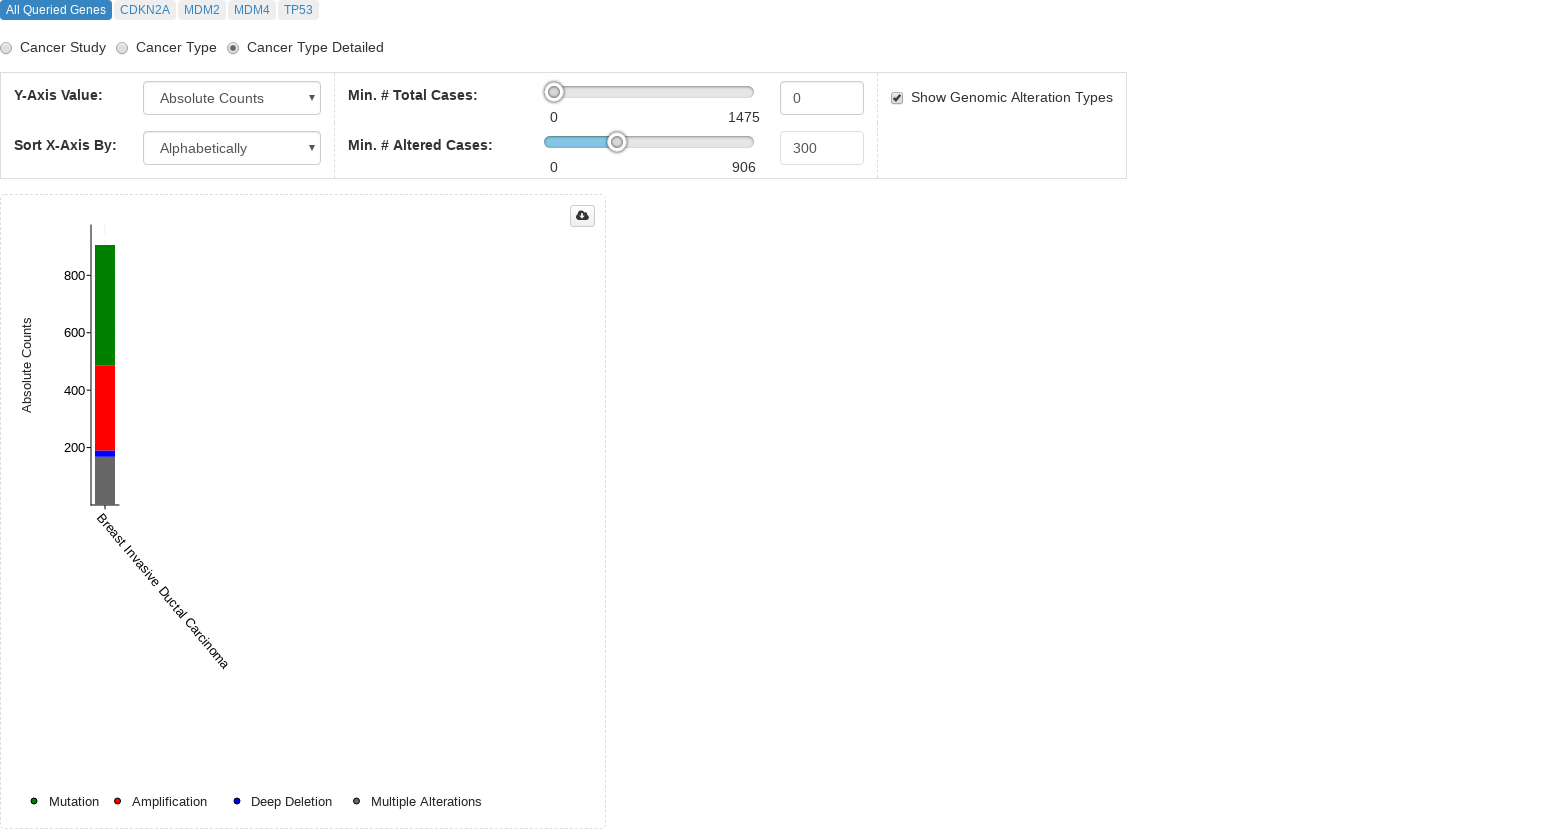 All Queried Genes CDKN2A MDM2 MDM4 TP53
Cancer Study Cancer Type Cancer Type Detailed
Y-Axis Value: Absolute Counts Min. # Total Cases: 0 Show Genomic Alteration Types
0 1475
Sort X-Axis By: Alphabetically Min. # Altered Cases: 300
0 906
800
600
400
200
Absolute Counts
Breast Invasive Ductal Carcinoma
Mutation Amplification Deep Deletion Multiple Alterations